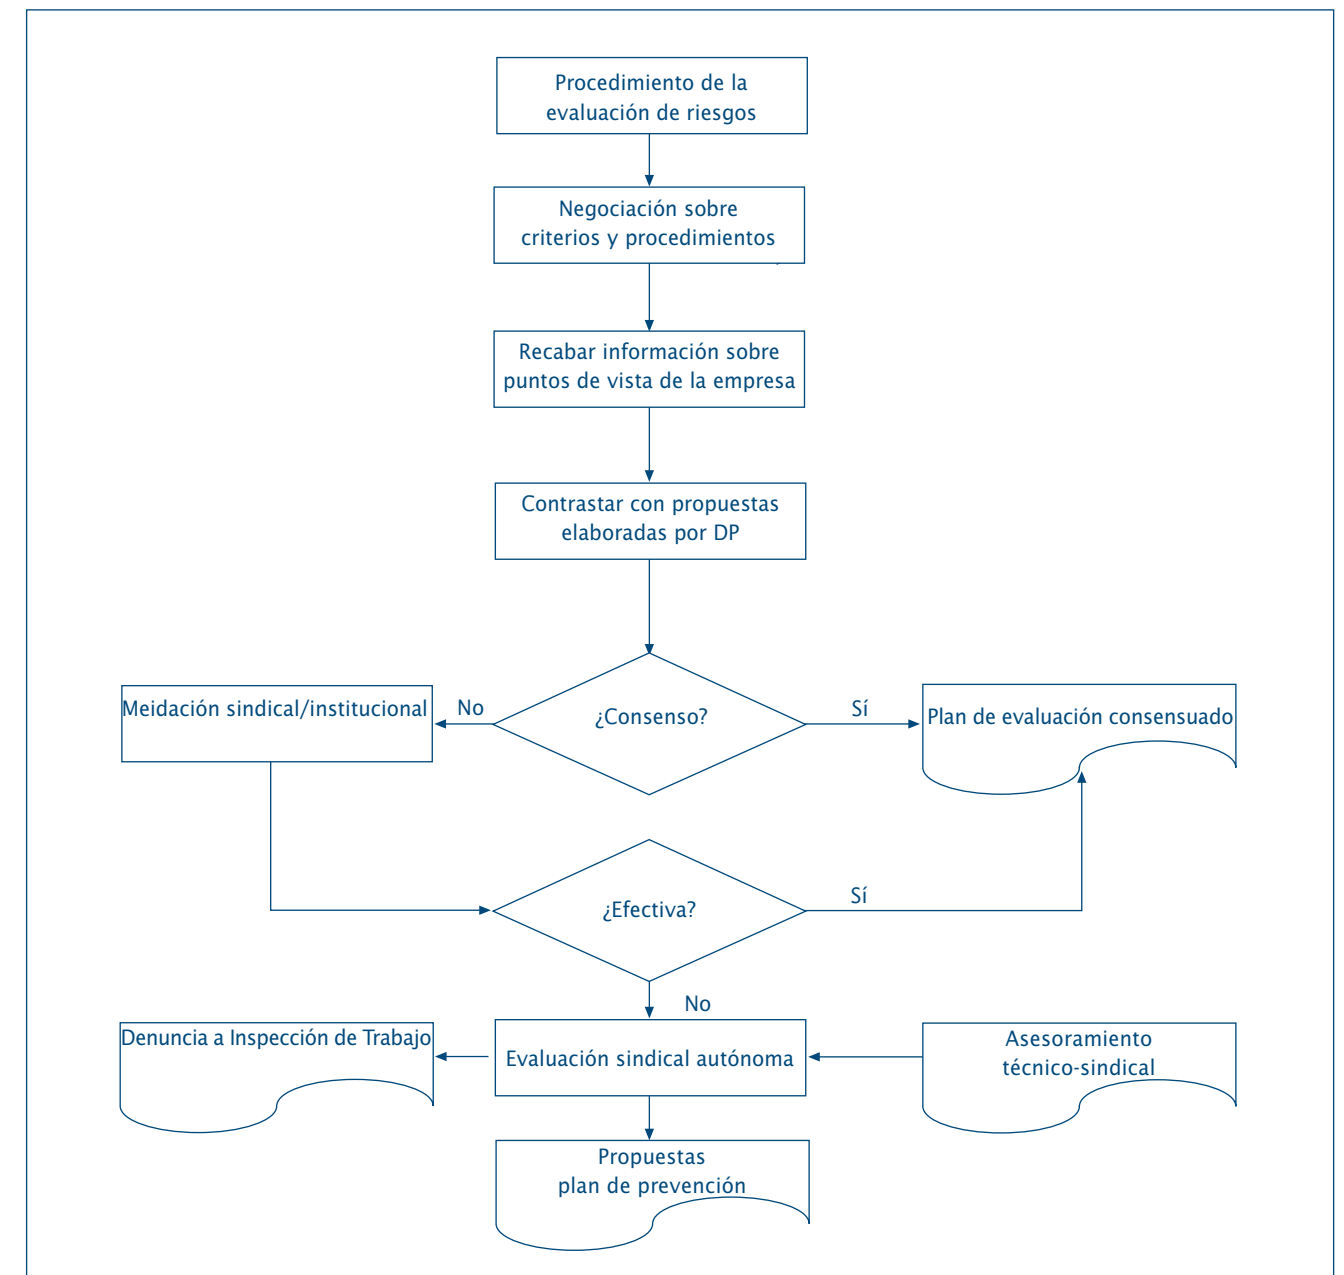 Procedimiento de la
evaluación de riesgos
Negociación sobre
criterios y procedimientos
Recabar información sobre
puntos de vista de la empresa
Contrastar con propuestas
elaboradas por DP
Meidación sindical/institucional
No
¿Consenso?
Sí
Plan de evaluación consensuado
¿Efectiva?
Sí
No
Denuncia a Inspección de Trabajo
Evaluación sindical autónoma
Asesoramiento
técnico-sindical
Propuestas
plan de prevención